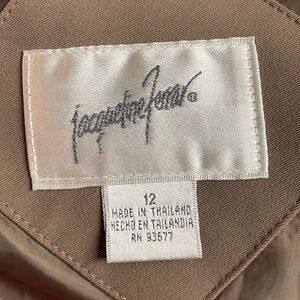 jacqueline ferrar®
12
MADE IN THAILAND
HECHO EN TAILANDIA
RN 93677